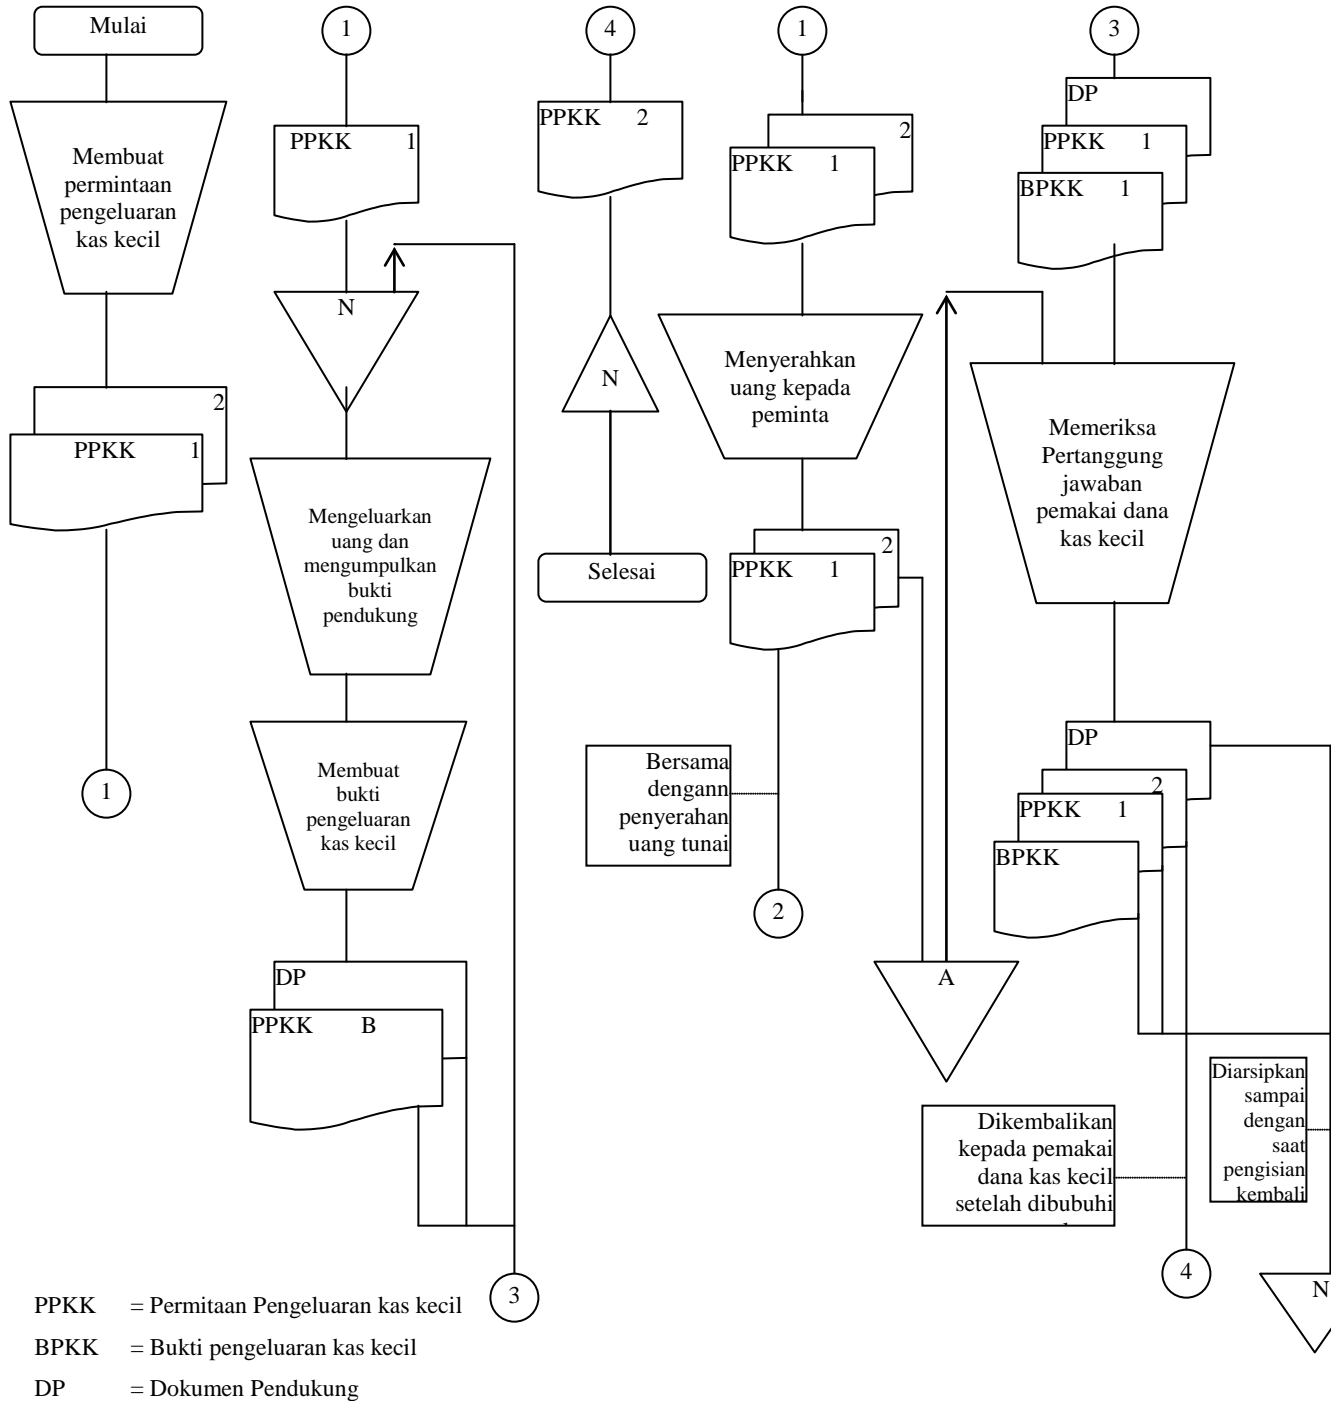 Mulai
Membuat
permintaan
pengeluaran
kas kecil
2
PPKK 1
1
1
PPKK 1
N
Mengeluarkan
uang dan
mengumpulkan
bukti
pendukung
Membuat
bukti
pengeluaran
kas kecil
DP
PPKK B
3
4
PPKK 2
N
Selesai
1
2
PPKK 1
Menyerahkan
uang kepada
peminta
2
PPKK 1
Bersama
dengann
penyerahan
uang tunai
2
A
3
DP
PPKK 1
BPKK 1
Memeriksa
Pertanggung
jawaban
pemakai dana
kas kecil
DP
2
PPKK 1
BPKK
Dikembalikan
kepada pemakai
dana kas kecil
setelah dibubuhi
4
Diarsipkan
sampai
dengan
saat
pengisian
kembali
N
PPKK = Permitaan Pengeluaran kas kecil
BPKK = Bukti pengeluaran kas kecil
DP = Dokumen Pendukung